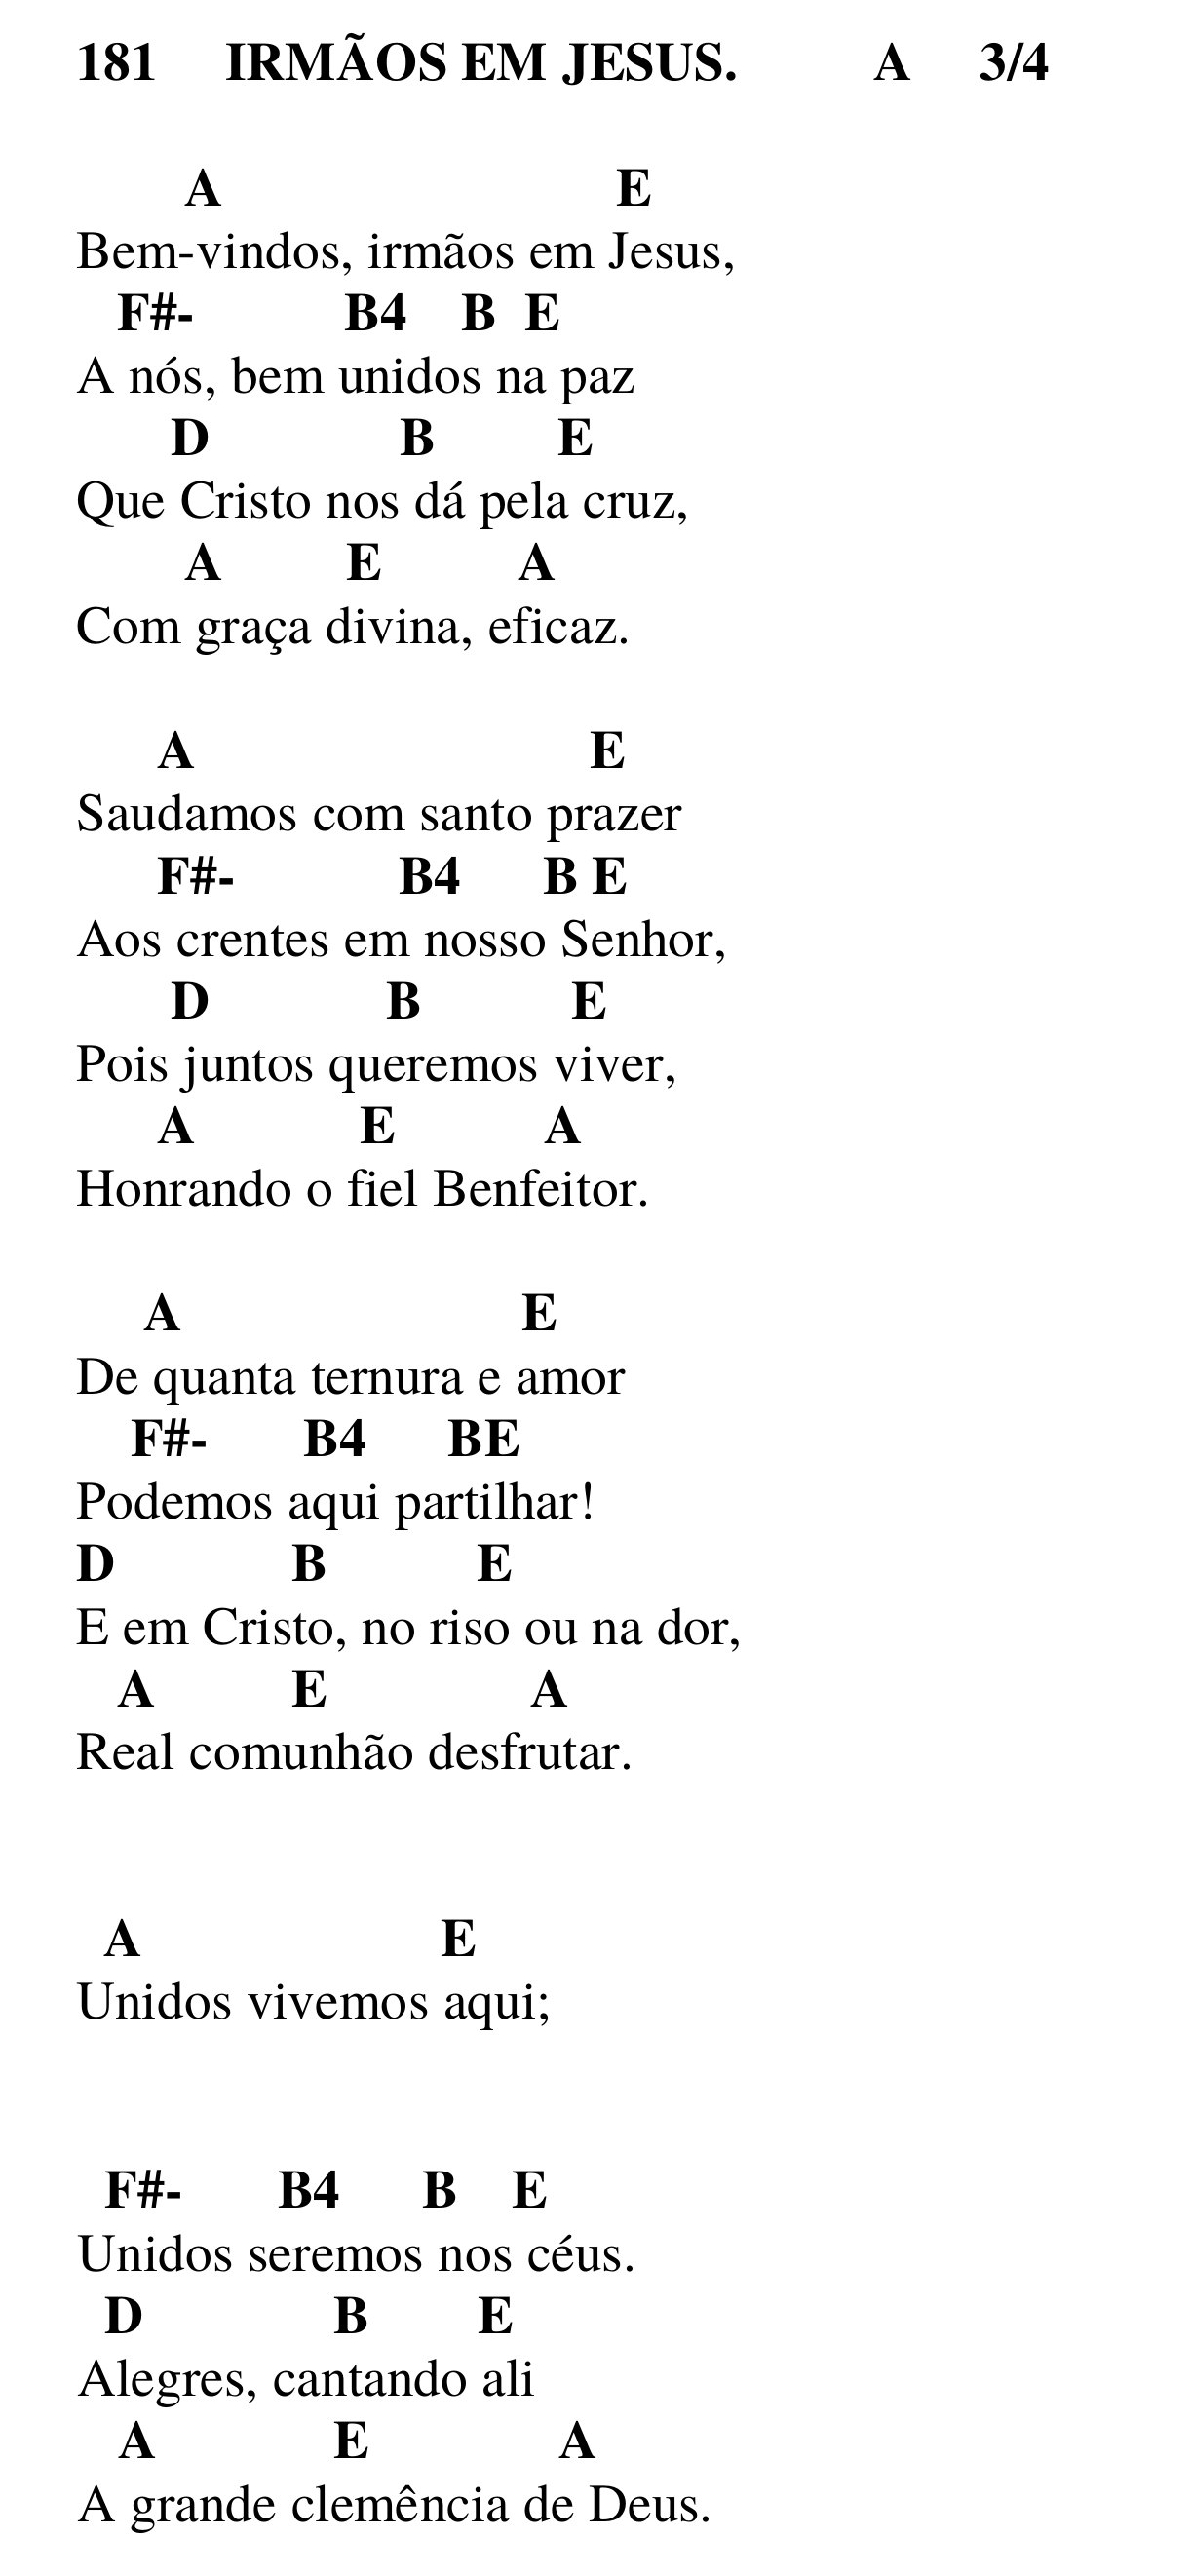 181     IRMÃOS EM JESUS.          A     3/4

        A                             E
Bem-vindos, irmãos em Jesus,
   F#-           B4    B  E
A nós, bem unidos na paz
       D              B         E
Que Cristo nos dá pela cruz,
        A         E          A
Com graça divina, eficaz.

      A                             E
Saudamos com santo prazer
      F#-            B4      B E
Aos crentes em nosso Senhor,
       D             B           E
Pois juntos queremos viver,
      A            E           A
Honrando o fiel Benfeitor.

     A                         E
De quanta ternura e amor
    F#-       B4      BE
Podemos aqui partilhar!
D             B           E
E em Cristo, no riso ou na dor,
   A          E               A
Real comunhão desfrutar.

  A                      E
Unidos vivemos aqui;

  F#-       B4      B    E
Unidos seremos nos céus.
  D              B        E
Alegres, cantando ali
   A             E              A
A grande clemência de Deus.